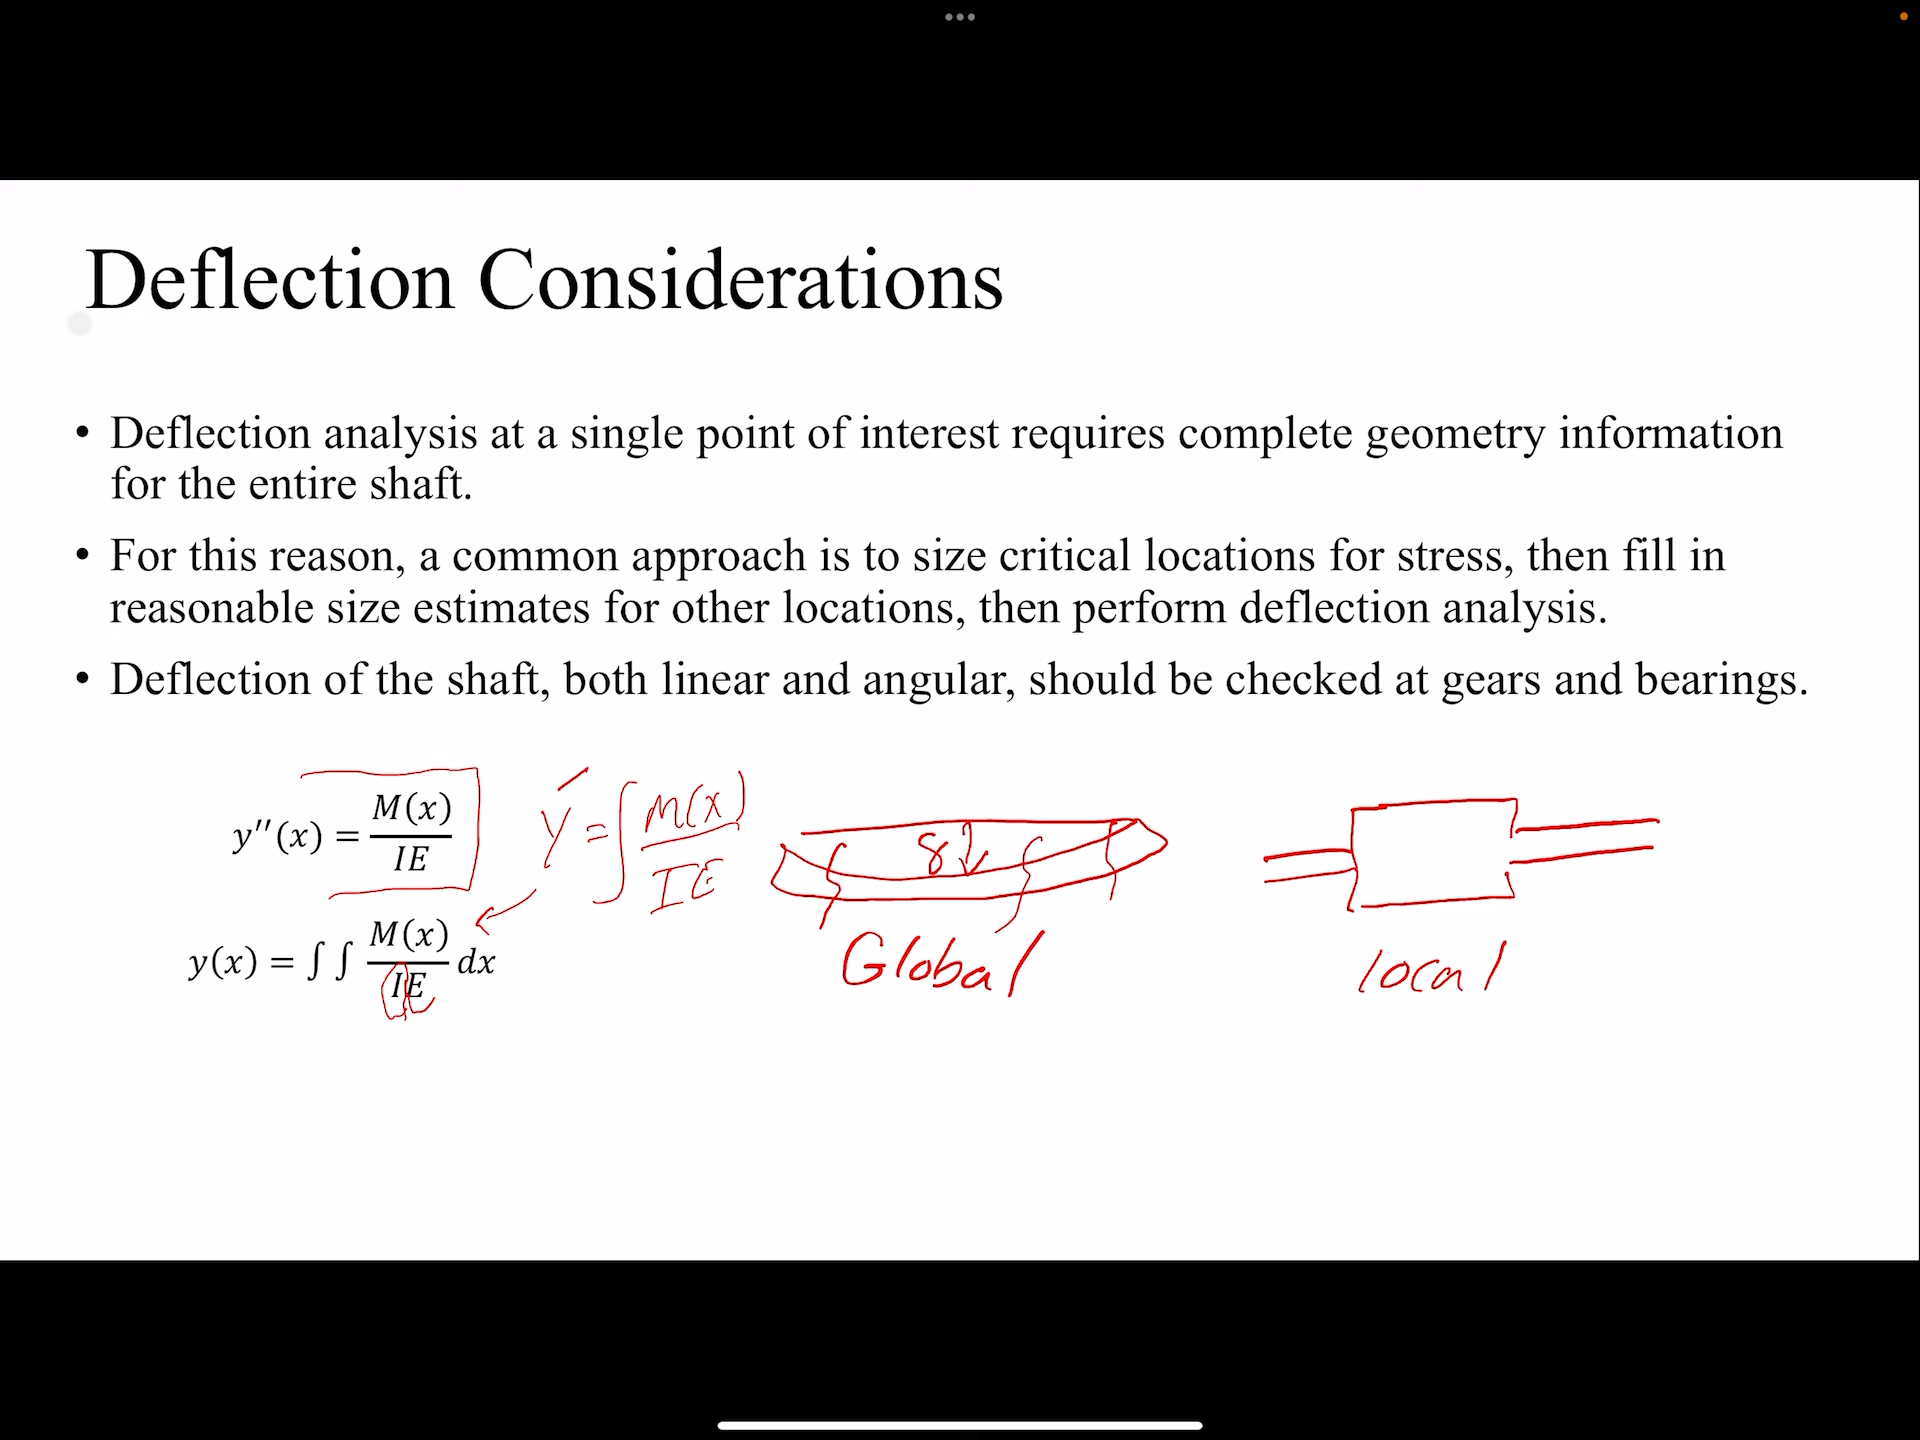 Deflection Considerations
• Deflection analysis at a single point of interest requires complete geometry information
for the entire shaft.
• For this reason, a common approach is to size critical locations for stress, then fill in
reasonable size estimates for other locations, then perform deflection analysis.
• Deflection of the shaft, both linear and angular, should be checked at gears and bearings.
y''(x) = M(x)/IE
y' = ∫ M(x)/IE
δ
y(x) = ∫∫ M(x)/IE dx
Global
local